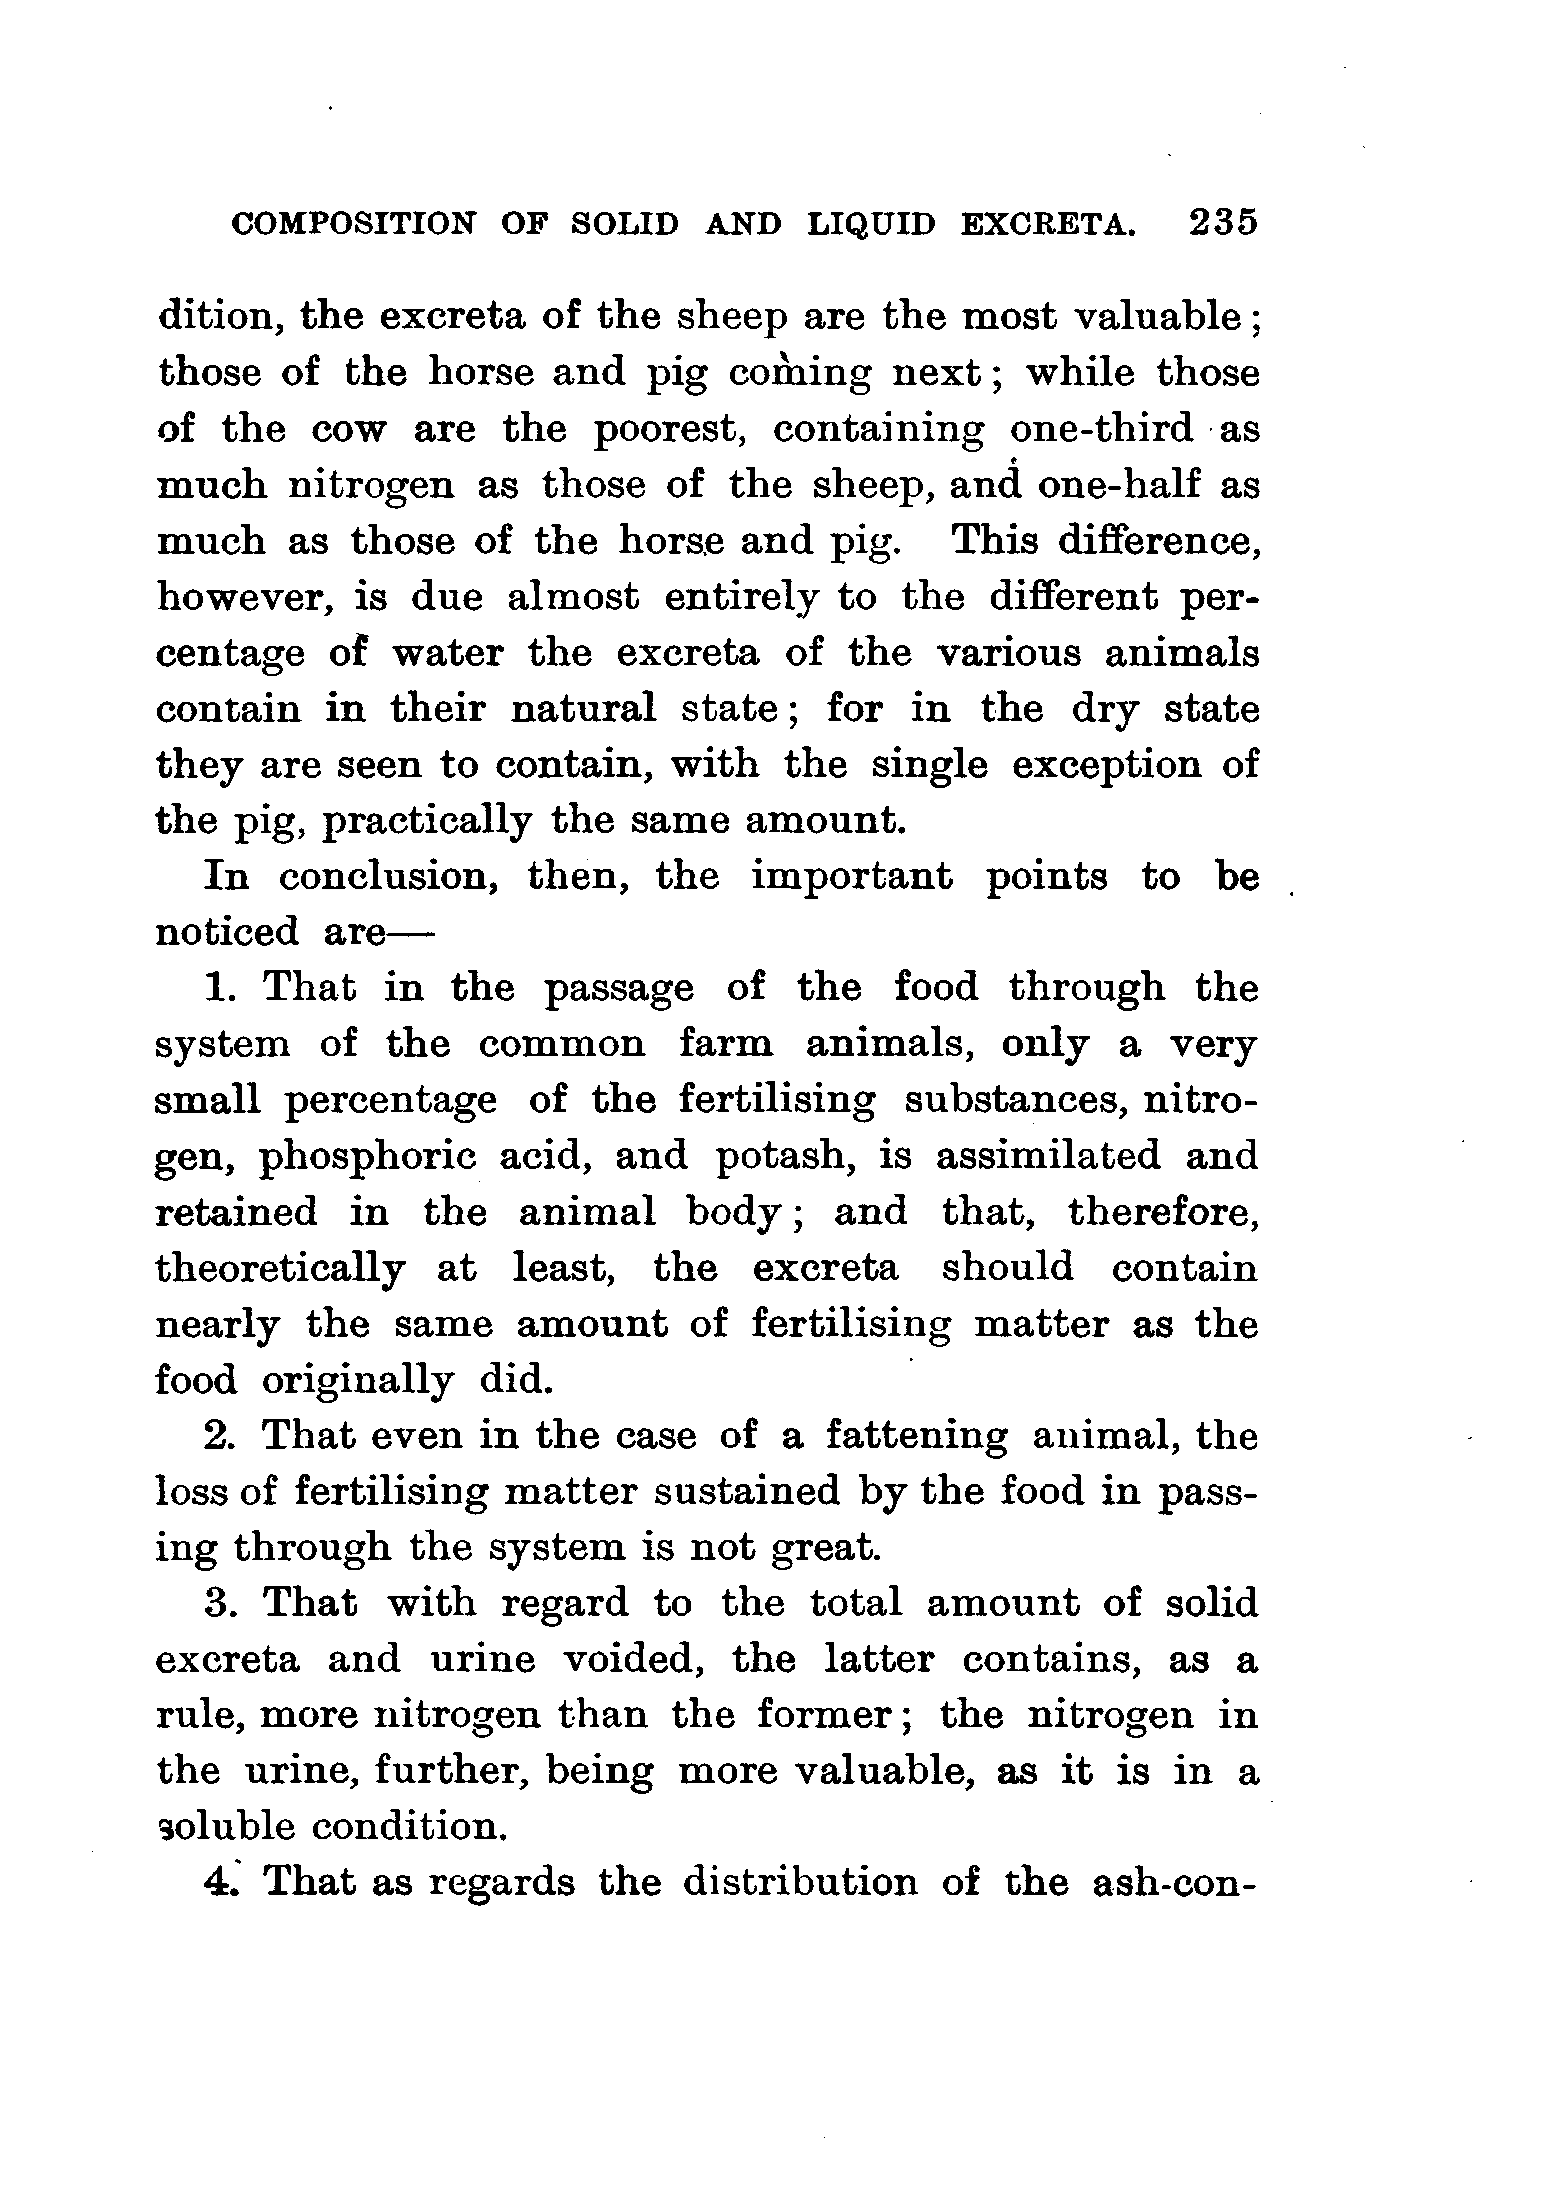 COMPOSITION OF SOLID AND LIQUID EXCRETA. 235
dition, the excreta of the sheep are the most valuable;
those of the horse and pig coming next; while those
of the cow are the poorest, containing one-third as
much nitrogen as those of the sheep, and one-half as
much as those of the horse and pig. This difference,
however, is due almost entirely to the different per-
centage of water the excreta of the various animals
contain in their natural state; for in the dry state
they are seen to contain, with the single exception of
the pig, practically the same amount.
In conclusion, then, the important points to be
noticed are—
1. That in the passage of the food through the
system of the common farm animals, only a very
small percentage of the fertilising substances, nitro-
gen, phosphoric acid, and potash, is assimilated and
retained in the animal body; and that, therefore,
theoretically at least, the excreta should contain
nearly the same amount of fertilising matter as the
food originally did.
2. That even in the case of a fattening animal, the
loss of fertilising matter sustained by the food in pass-
ing through the system is not great.
3. That with regard to the total amount of solid
excreta and urine voided, the latter contains, as a
rule, more nitrogen than the former; the nitrogen in
the urine, further, being more valuable, as it is in a
soluble condition.
4. That as regards the distribution of the ash-con-